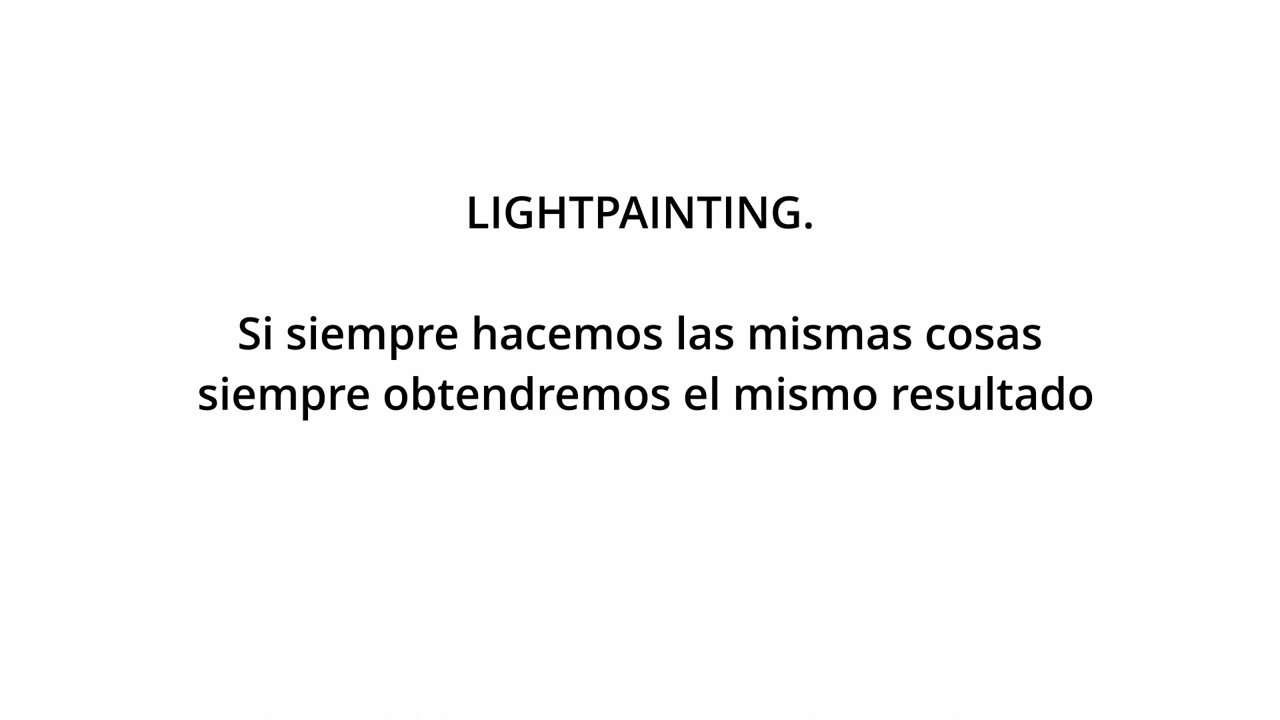 LIGHTPAINTING.
Si siempre hacemos las mismas cosas
siempre obtendremos el mismo resultado